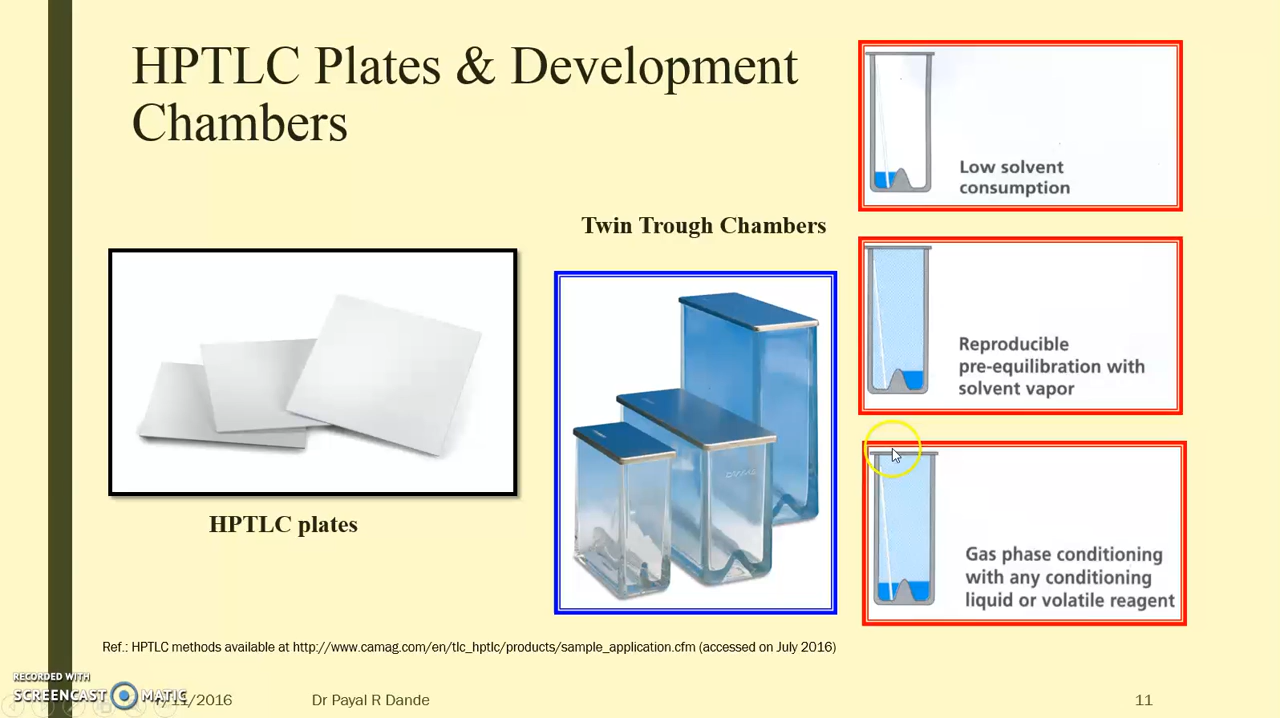 HPTLC Plates & Development
Chambers
Low solvent
consumption
Twin Trough Chambers
Reproducible
pre-equilibration with
solvent vapor
HPTLC plates
Gas phase conditioning
with any conditioning
liquid or volatile reagent
Ref.: HPTLC methods available at http://www.camag.com/en/tlc_hptlc/products/sample_application.cfm (accessed on July 2016)
RECORDED WITH
SCREENCAST MATIC
/11/2016
Dr Payal R Dande
11